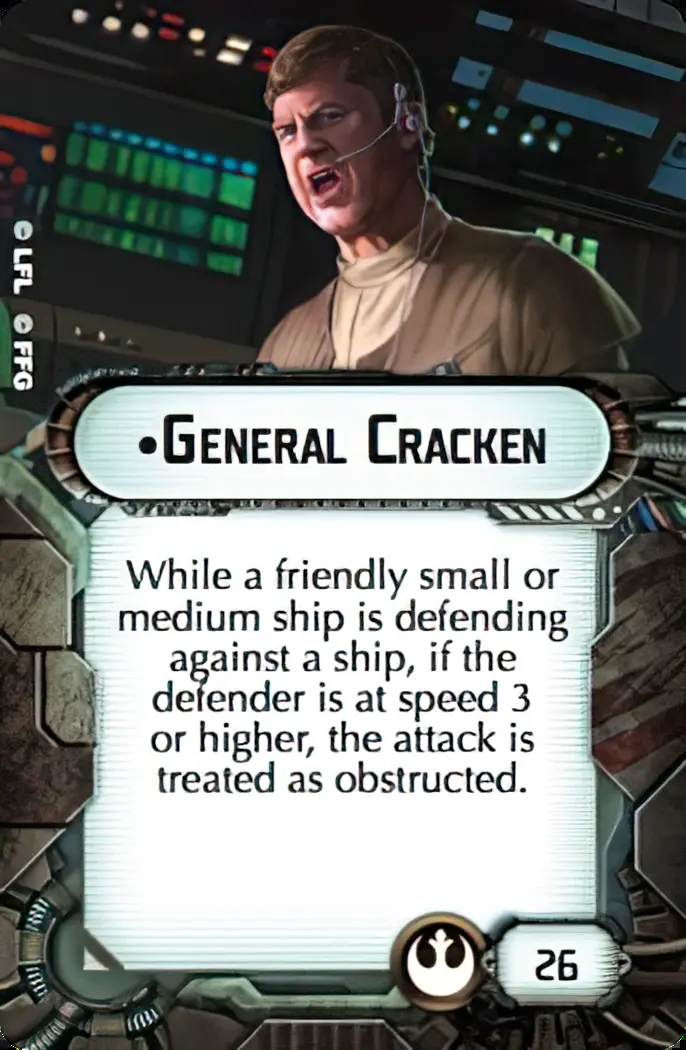 © LFL © FFG
•General Cracken
While a friendly small or
medium ship is defending
against a ship, if the
defender is at speed 3
or higher, the attack is
treated as obstructed.
26